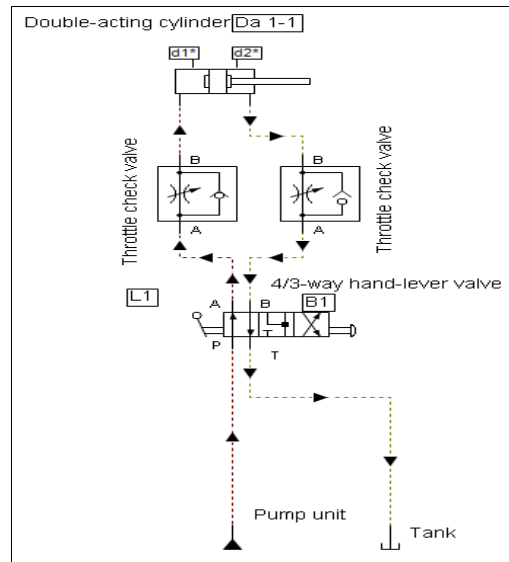 Double-acting cylinder Da 1-1
d1* d2*
Throttle check valve
B
A
B
A
Throttle check valve
4/3-way hand-lever valve
L1
A B
B1
T
P
T
Pump unit
Tank